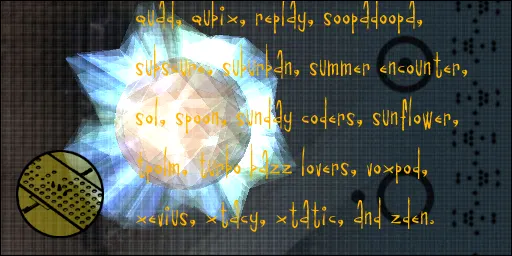 quad, qubix, replay, soopadoopa,
subsoure, suburban, summer encounter,
sol, spoon, sunday coders, sunflower,
tpolm, turbo bazz lovers, voxpod,
xevius, xtacy, xtatic, and zden.